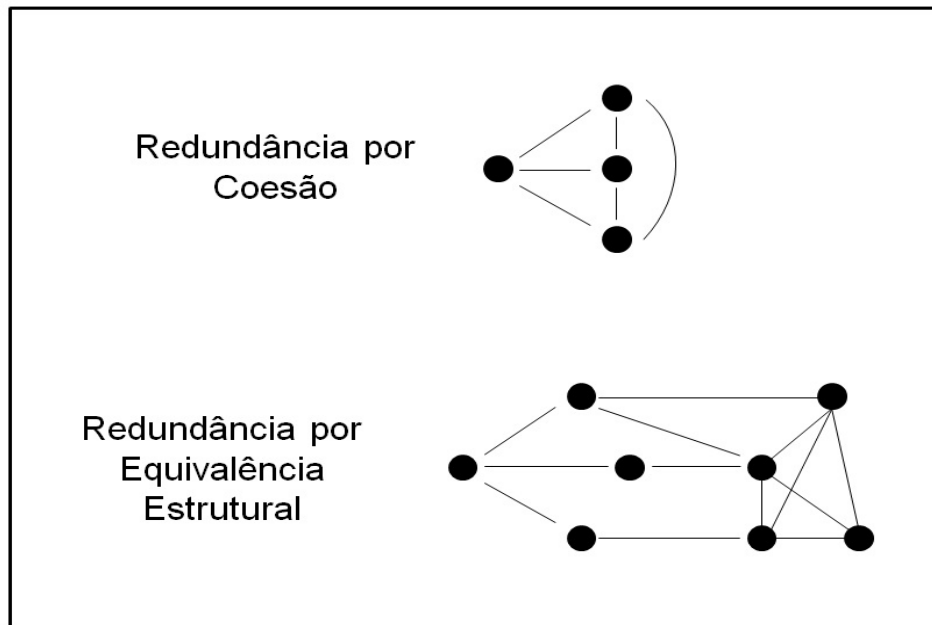 Redundância por
Coesão
Redundância por
Equivalência
Estrutural